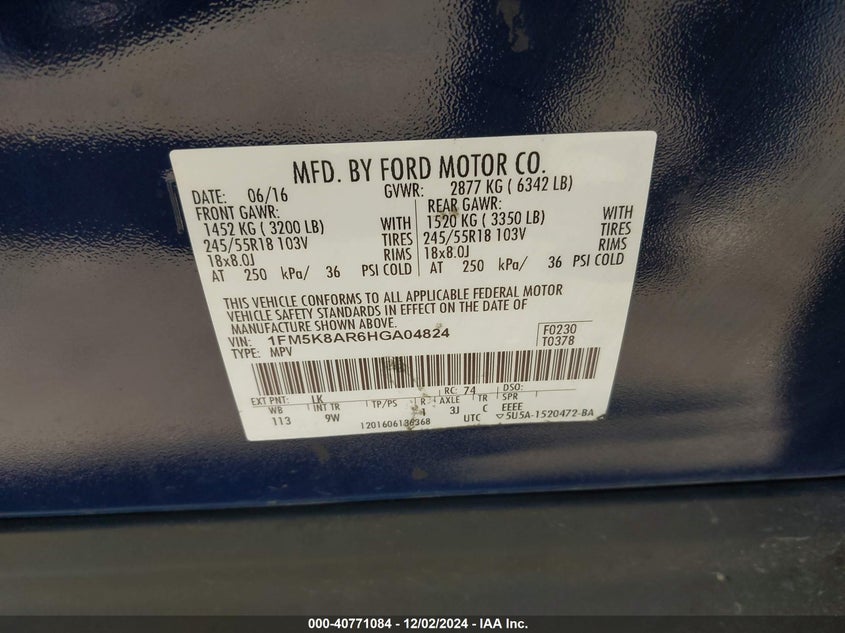 MFD. BY FORD MOTOR CO.
DATE: 06/16 GVWR: 2877 KG ( 6342 LB)
FRONT GAWR: REAR GAWR:
1452 KG ( 3200 LB) WITH 1520 KG ( 3350 LB) WITH
245/55R18 103V TIRES 245/55R18 103V TIRES
18x8.0J RIMS 18x8.0J RIMS
AT 250 kPa/ 36 PSI COLD AT 250 kPa/ 36 PSI COLD
THIS VEHICLE CONFORMS TO ALL APPLICABLE FEDERAL MOTOR
VEHICLE SAFETY STANDARDS IN EFFECT ON THE DATE OF
MANUFACTURE SHOWN ABOVE.
VIN: 1FM5K8AR6HGA04824 F0230
TYPE: MPV T0378
EXT PNT: LK RC: 74 DSO:
WB INT TR TP/PS R AXLE TR SPR
113 9W 4 3J C EEEE
1201606136368 UTC 5U5A-1520472-BA
000-40771084 - 12/02/2024 - IAA Inc.